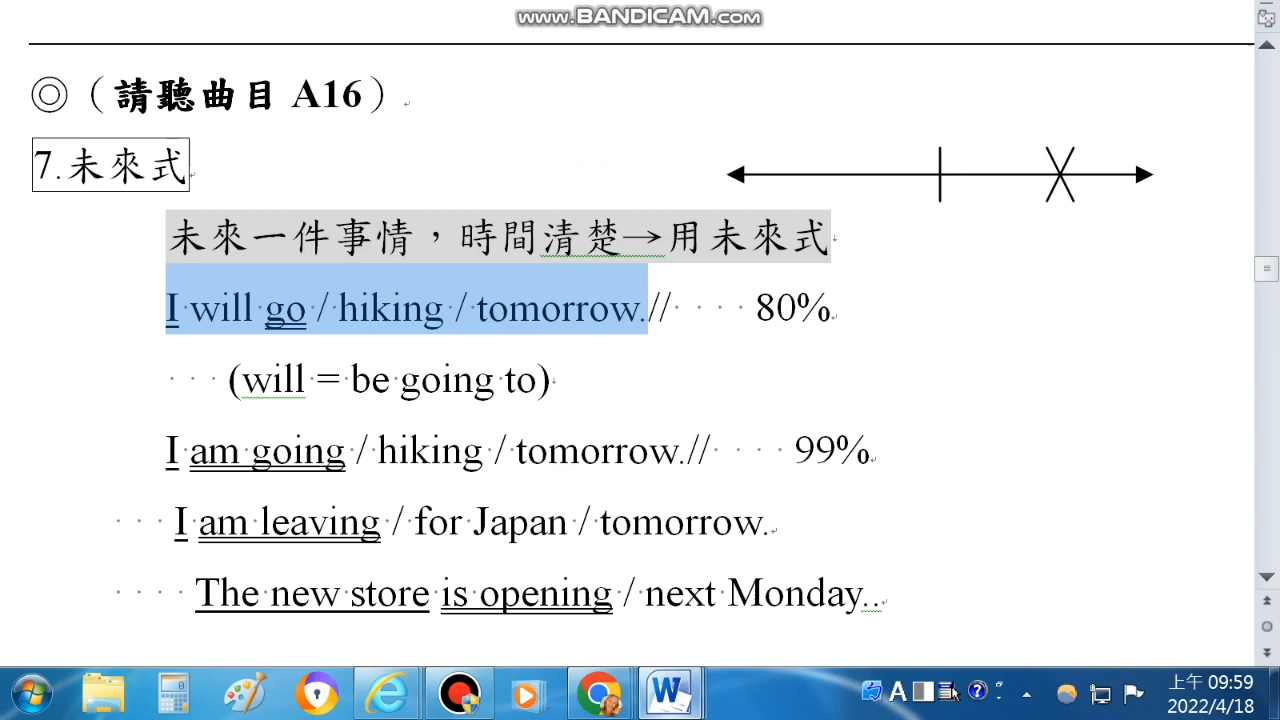 www.BANDICAM.com
◎（請聽曲目 A16）
7.未來式
未來一件事情，時間清楚→用未來式
I will go / hiking / tomorrow.// 80%
(will = be going to)
I am going / hiking / tomorrow.// 99%
I am leaving / for Japan / tomorrow.
The new store is opening / next Monday..
上午 09:59
2022/4/18